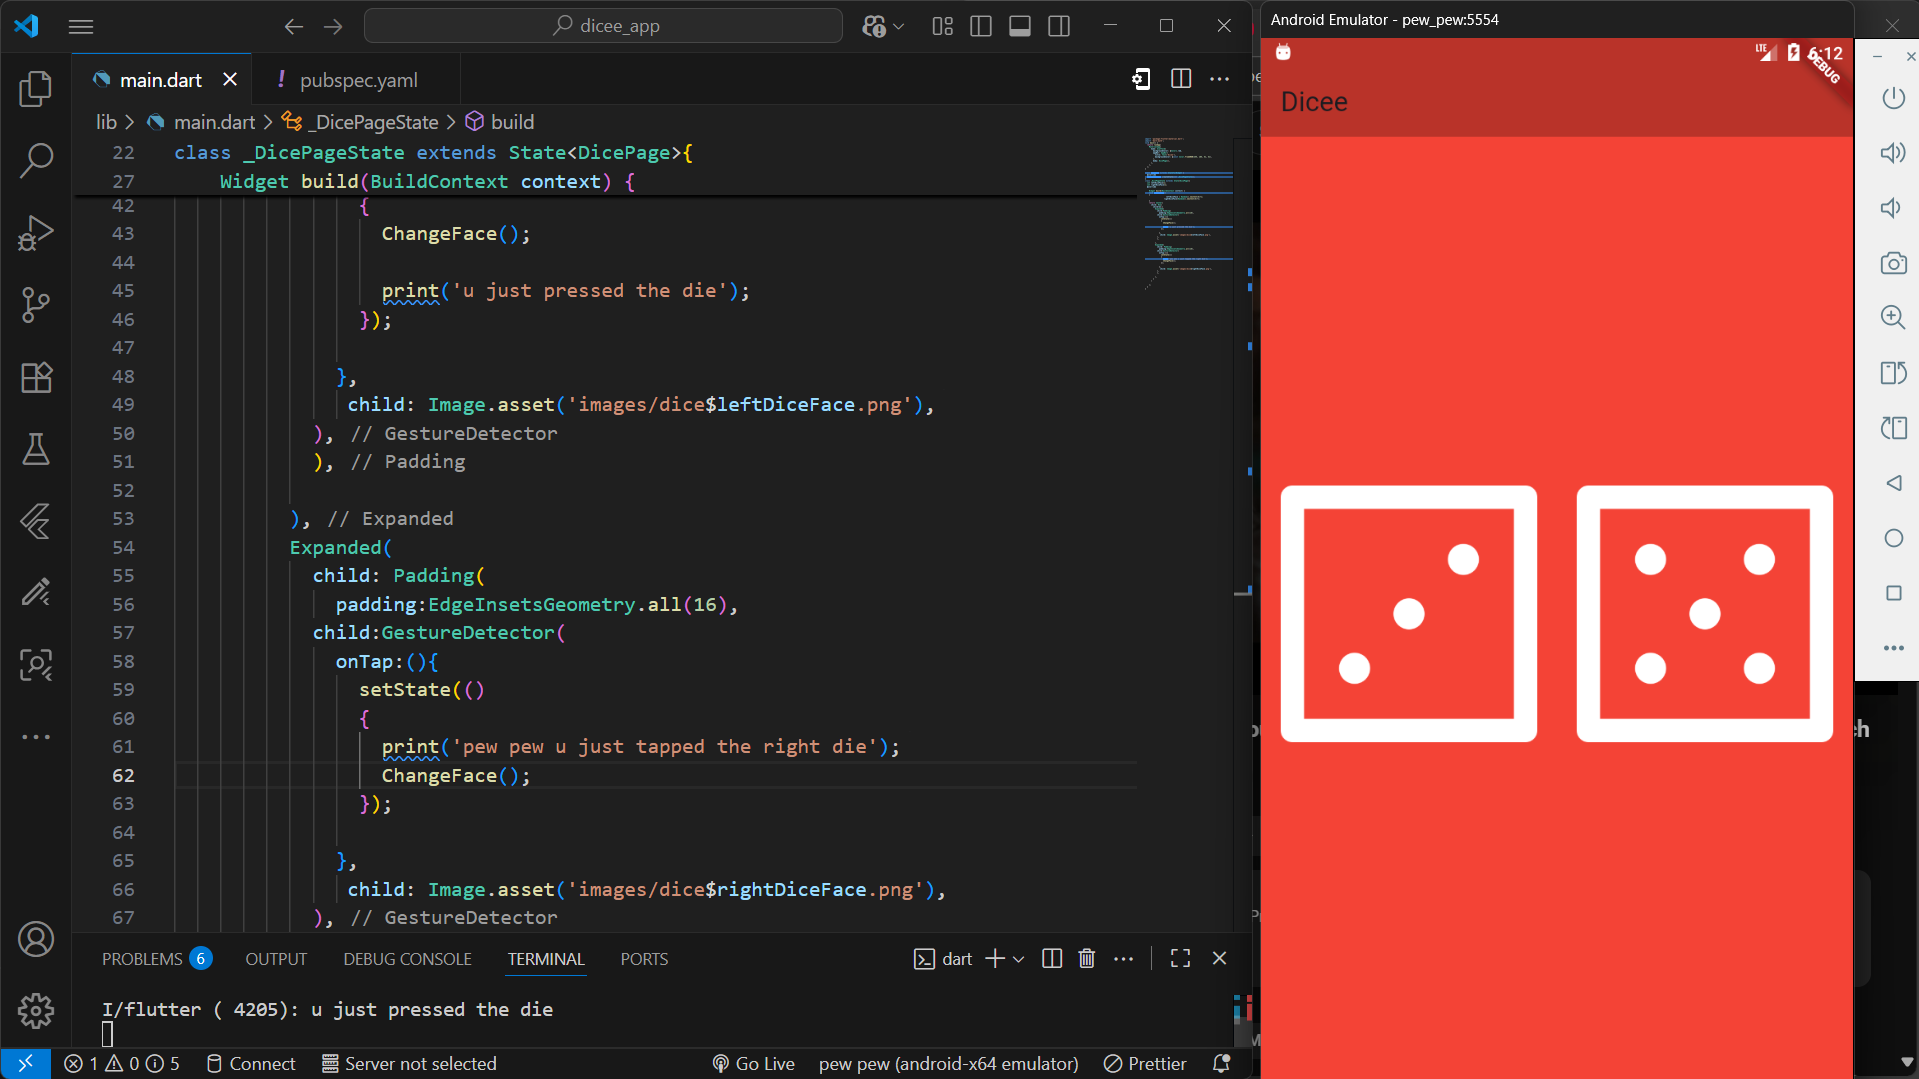 dicee_app
main.dart
! pubspec.yaml
lib > main.dart > _DicePageState > build
22 class _DicePageState extends State<DicePage>{
27 Widget build(BuildContext context) {
42 {
43 ChangeFace();
44
45 print('u just pressed the die');
46 });
47
48 },
49 child: Image.asset('images/dice$leftDiceFace.png'),
50 ), // GestureDetector
51 ), // Padding
52
53 ), // Expanded
54 Expanded(
55 child: Padding(
56 padding:EdgeInsetsGeometry.all(16),
57 child:GestureDetector(
58 onTap:(){
59 setState(()
60 {
61 print('pew pew u just tapped the right die');
62 ChangeFace();
63 });
64
65 },
66 child: Image.asset('images/dice$rightDiceFace.png'),
67 ), // GestureDetector
PROBLEMS 6 OUTPUT DEBUG CONSOLE TERMINAL PORTS
dart
I/flutter ( 4205): u just pressed the die
1 0 5 Connect Server not selected Go Live pew pew (android-x64 emulator) Prettier
Android Emulator - pew_pew:5554
LTE 6:12
DEBUG
Dicee
ch